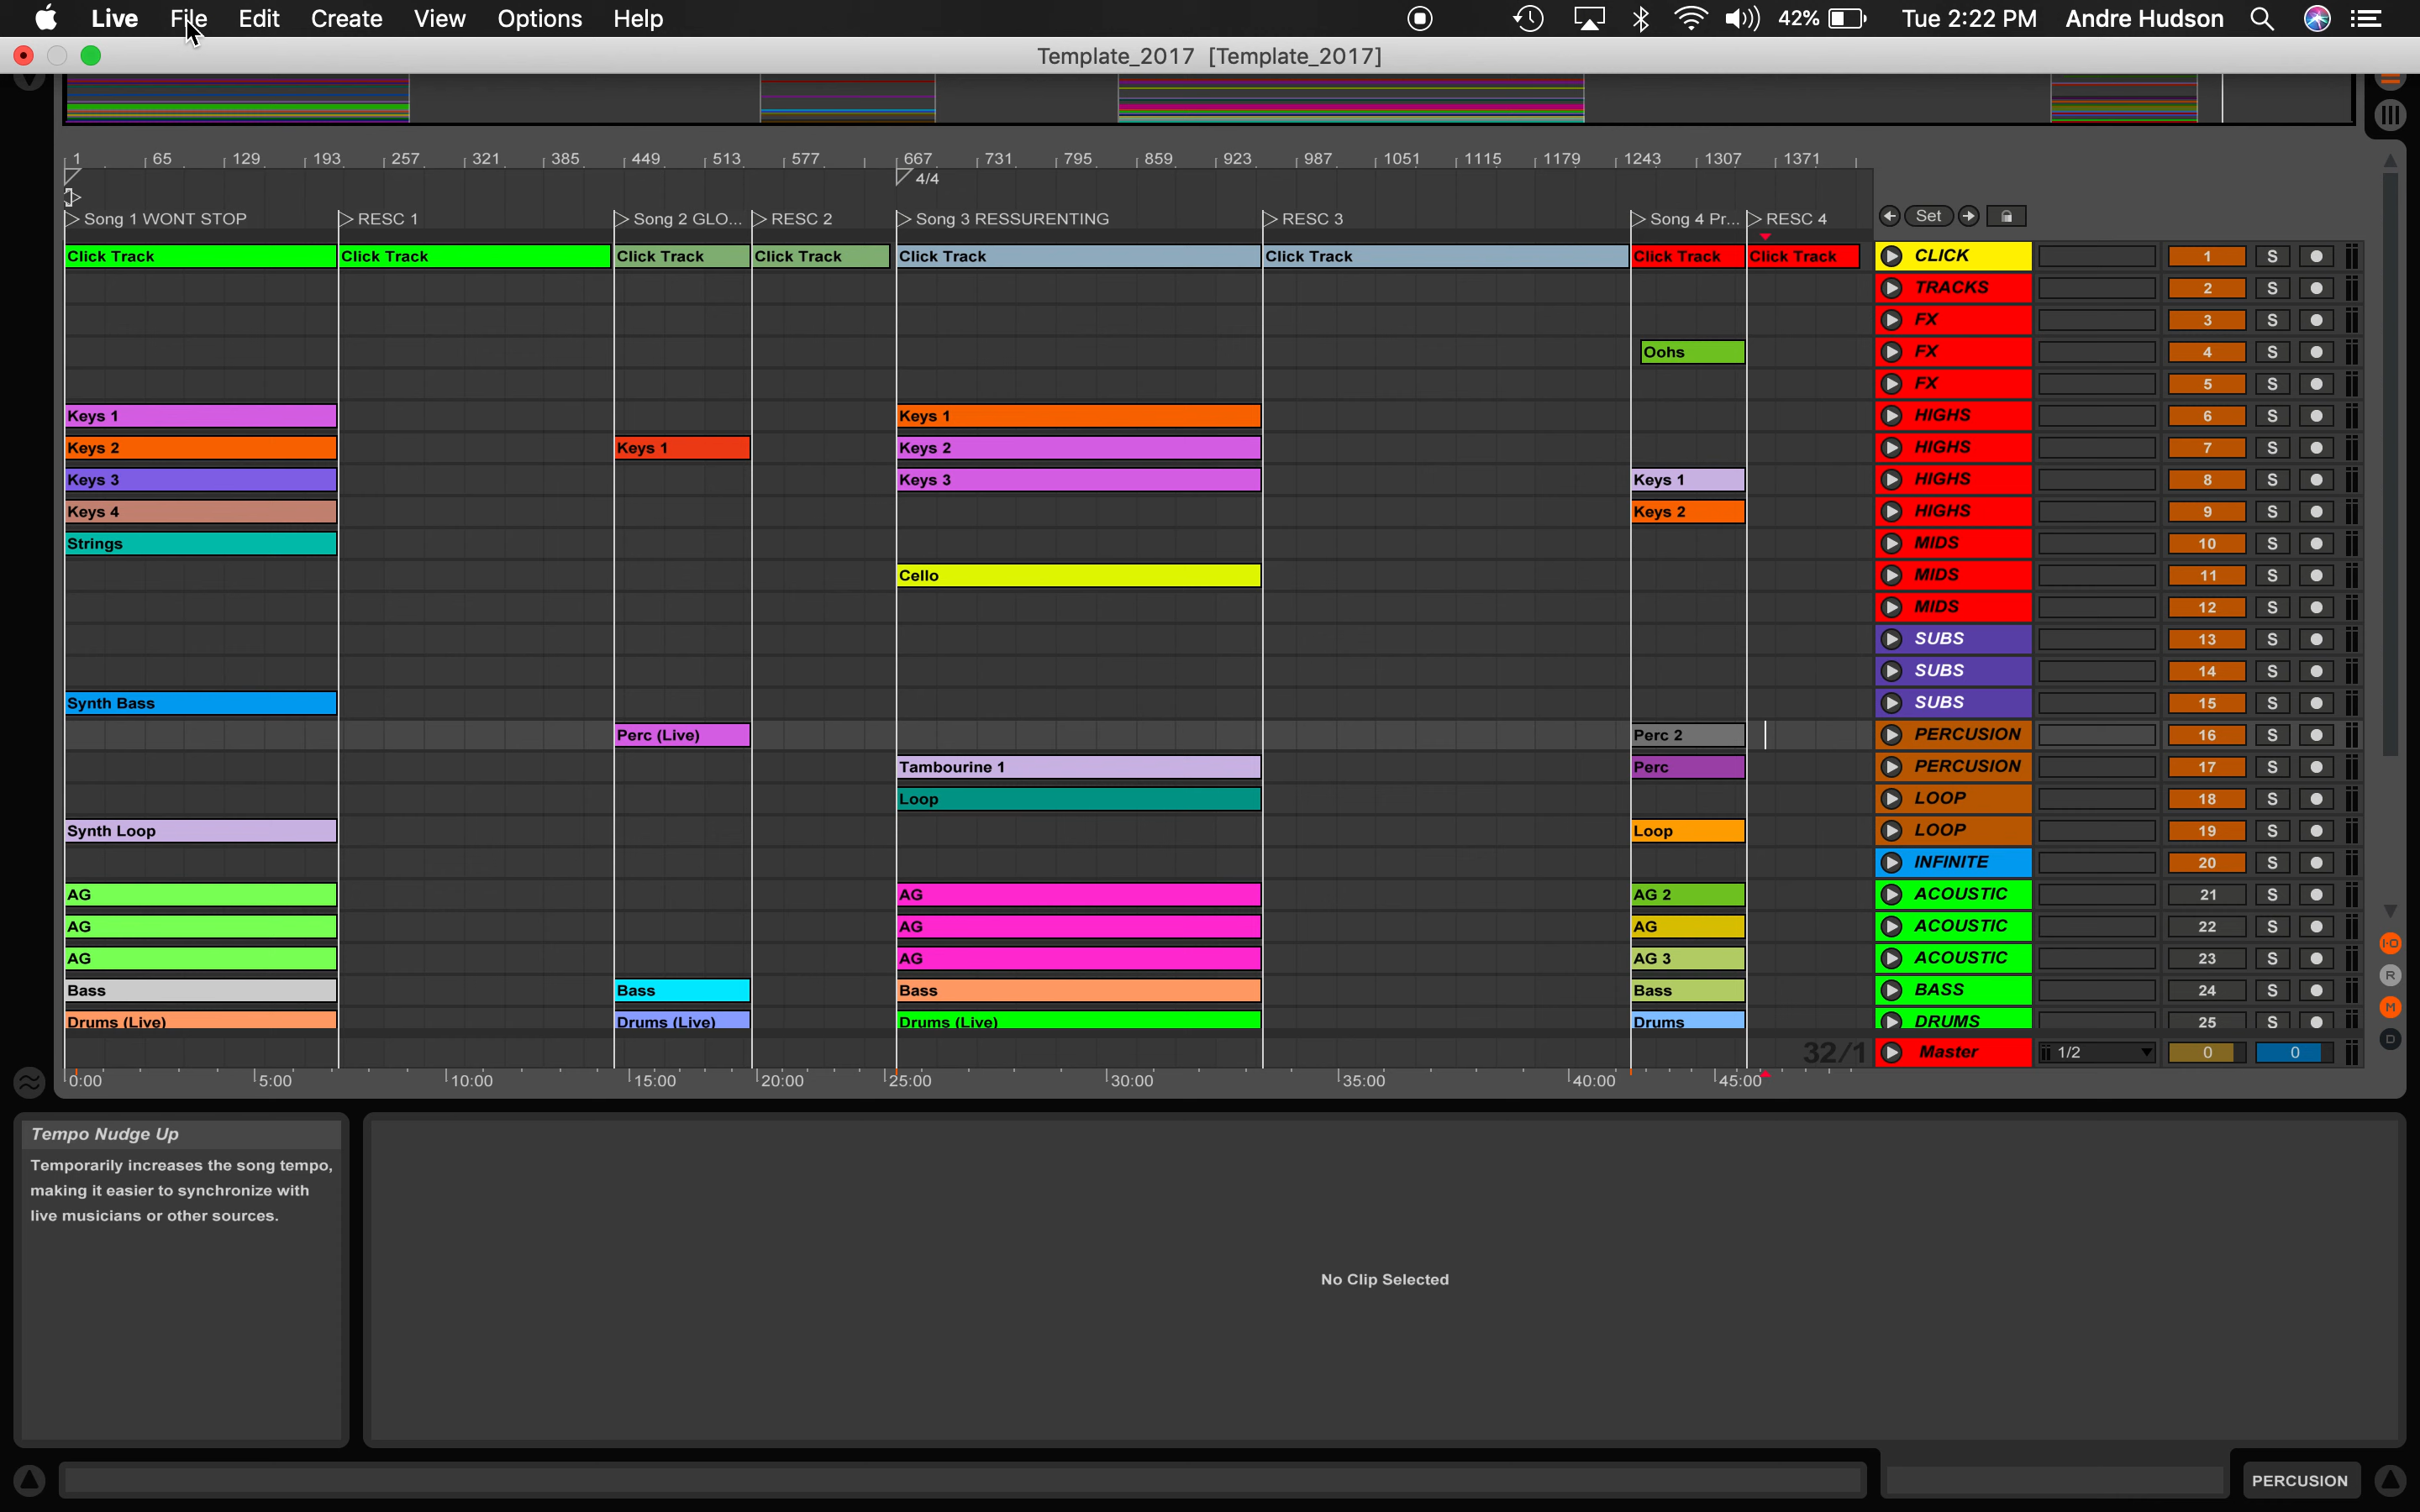 Live File Edit Create View Options Help 42% Tue 2:22 PM Andre Hudson
Template_2017 [Template_2017]
1 65 129 193 257 321 385 449 513 577 667 731 795 859 923 987 1051 1115 1179 1243 1307 1371
4/4
Song 1 WONT STOP RESC 1 Song 2 GLO... RESC 2 Song 3 RESSURENTING RESC 3 Song 4 Pr... RESC 4 Set
Click Track Click Track Click Track Click Track Click Track Click Track Click Track Click Track CLICK 1 S
TRACKS 2 S
FX 3 S
Oohs FX 4 S
FX 5 S
Keys 1 Keys 1 HIGHS 6 S
Keys 2 Keys 1 Keys 2 HIGHS 7 S
Keys 3 Keys 3 Keys 1 HIGHS 8 S
Keys 4 Keys 2 HIGHS 9 S
Strings MIDS 10 S
Cello MIDS 11 S
MIDS 12 S
SUBS 13 S
SUBS 14 S
Synth Bass SUBS 15 S
Perc (Live) Perc 2 PERCUSION 16 S
Tambourine 1 Perc PERCUSION 17 S
Loop LOOP 18 S
Synth Loop Loop LOOP 19 S
INFINITE 20 S
AG AG AG 2 ACOUSTIC 21 S
AG AG AG ACOUSTIC 22 S
AG AG AG 3 ACOUSTIC 23 S
Bass Bass Bass Bass BASS 24 S
Drums (Live) Drums (Live) Drums (Live) Drums DRUMS 25 S
I·O
R
M
D
32/1 Master 1/2 0 0
0:00 5:00 10:00 15:00 20:00 25:00 30:00 35:00 40:00 45:00
Tempo Nudge Up
Temporarily increases the song tempo,
making it easier to synchronize with
live musicians or other sources.
No Clip Selected
PERCUSION